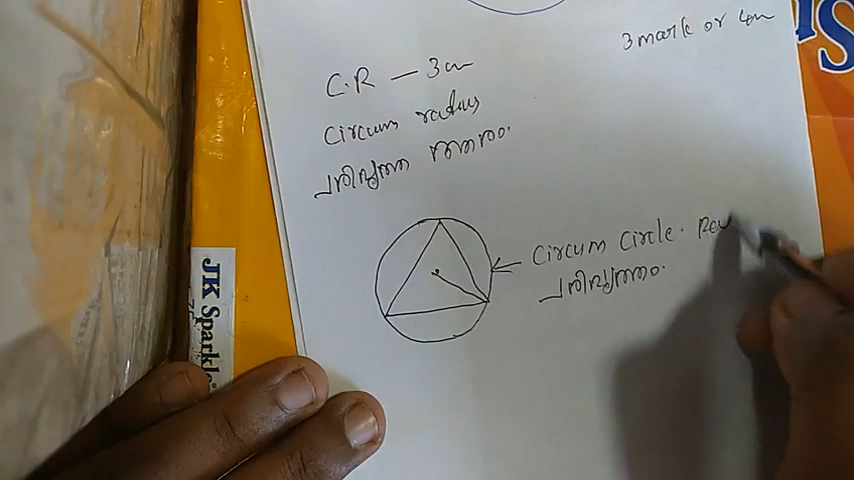 3 mark or 4m
C.R — 3cm
Circum radius
പരിവൃത്ത ആരം.
Circum Circle.
പരിവൃത്തം.
JK Sparkle